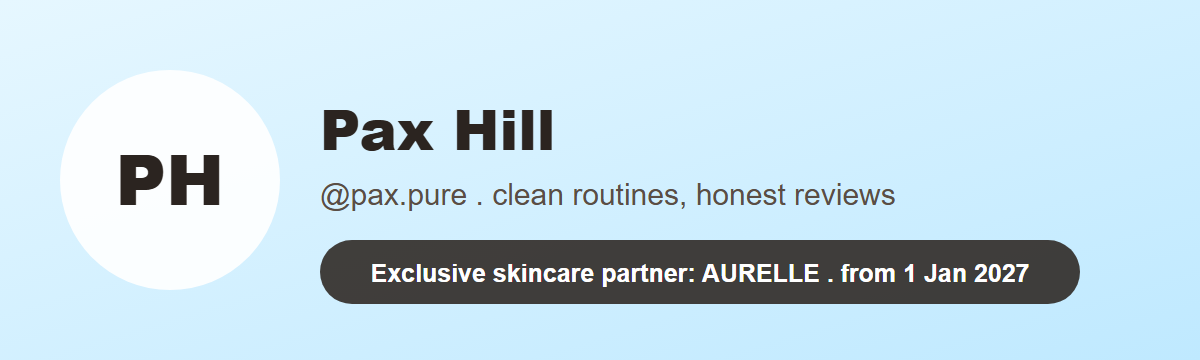 PH
Pax Hill
@pax.pure . clean routines, honest reviews
Exclusive skincare partner: AURELLE . from 1 Jan 2027